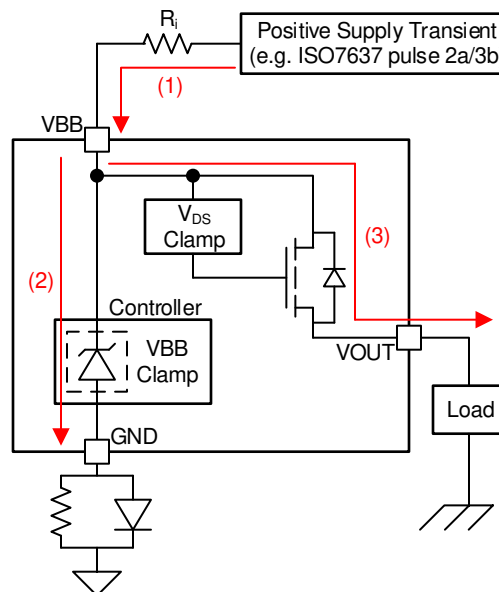 Ri
Positive Supply Transient
(e.g. ISO7637 pulse 2a/3b
(1)
VBB
VDS
Clamp
(3)
(2)
Controller
VBB
Clamp
VOUT
GND
Load